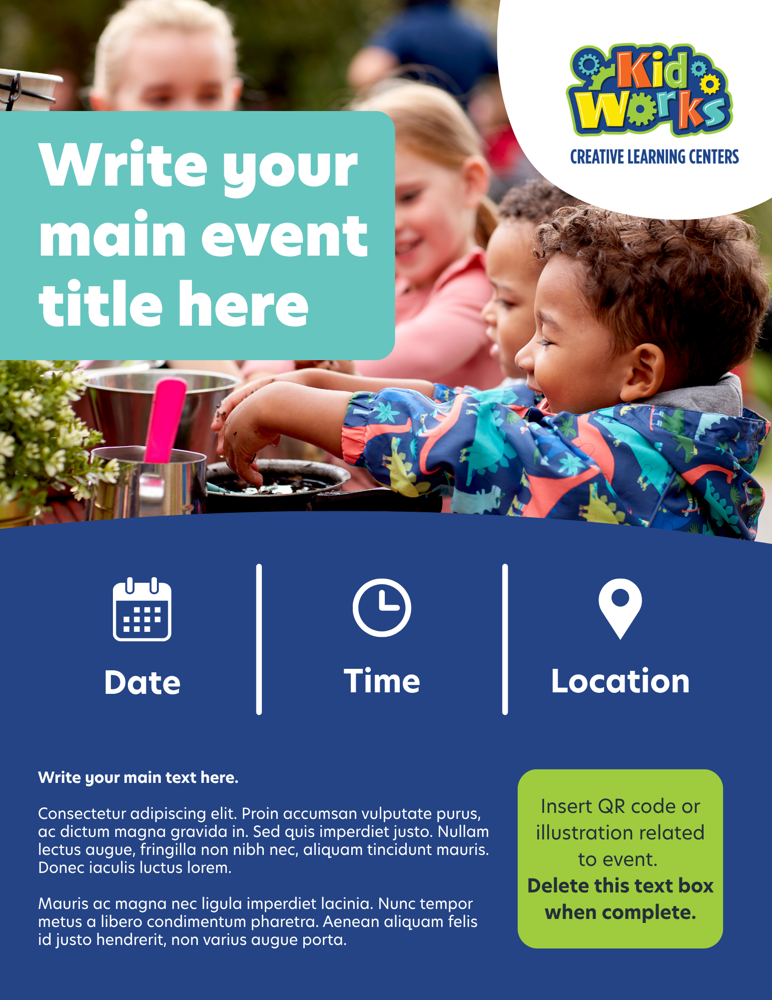 Kid
Works
CREATIVE LEARNING CENTERS
Write your
main event
title here
Date
Time
Location
Write your main text here.
Consectetur adipiscing elit. Proin accumsan vulputate purus,
ac dictum magna gravida in. Sed quis imperdiet justo. Nullam
lectus augue, fringilla non nibh nec, aliquam tincidunt mauris.
Donec iaculis luctus lorem.
Mauris ac magna nec ligula imperdiet lacinia. Nunc tempor
metus a libero condimentum pharetra. Aenean aliquam felis
id justo hendrerit, non varius augue porta.
Insert QR code or
illustration related
to event.
Delete this text box
when complete.